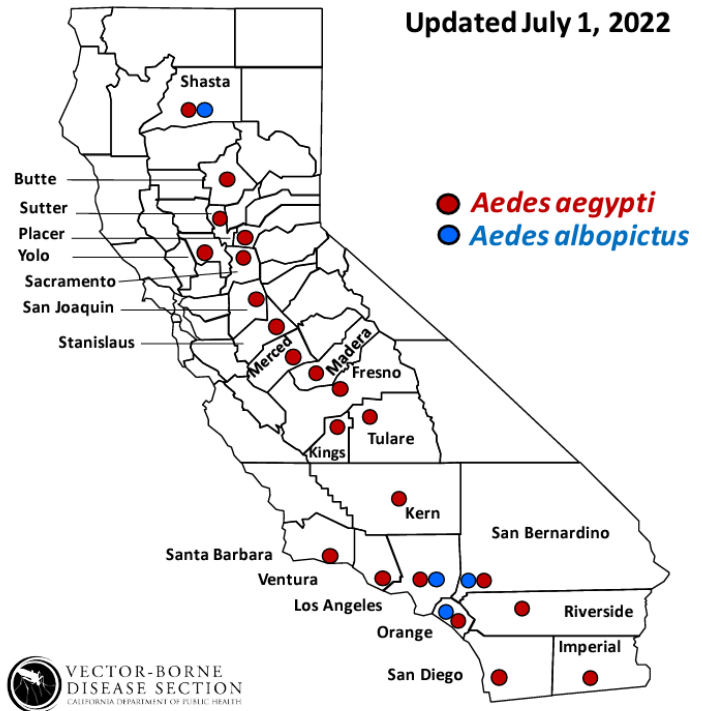 Updated July 1, 2022
Shasta
Butte
Sutter
Placer
Yolo
Sacramento
San Joaquin
Stanislaus
Aedes aegypti
Aedes albopictus
Merced
Madera
Fresno
Kings
Tulare
Kern
San Bernardino
Santa Barbara
Ventura
Los Angeles
Orange
Riverside
Imperial
San Diego
VECTOR-BORNE
DISEASE SECTION
CALIFORNIA DEPARTMENT OF PUBLIC HEALTH